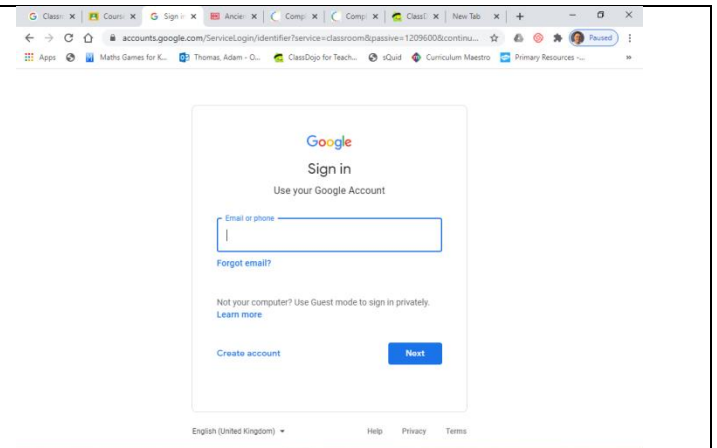 Classr
Course
Sign in
Ancien
Comp
Comp
ClassD
New Tab
accounts.google.com/ServiceLogin/identifier?service=classroom&passive=1209600&continu...
Paused
Apps
Maths Games for K...
Thomas, Adam - O...
ClassDojo for Teach...
sQuid
Curriculum Maestro
Primary Resources -...
Google
Sign in
Use your Google Account
Email or phone
Forgot email?
Not your computer? Use Guest mode to sign in privately.
Learn more
Create account
Next
English (United Kingdom)
Help
Privacy
Terms